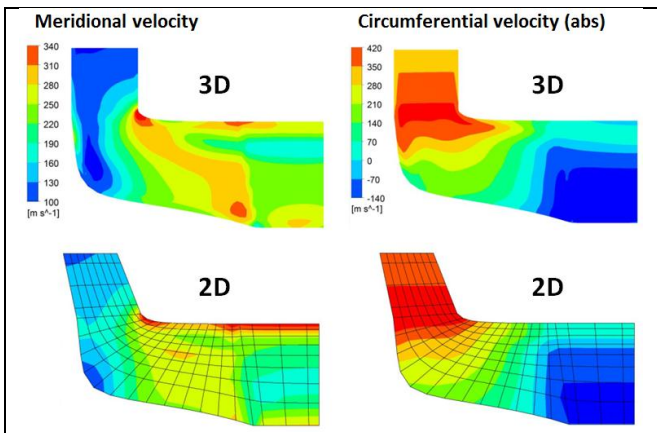 Meridional velocity
Circumferential velocity (abs)
340
310
280
250
220
190
160
130
100
[m s^-1]
3D
420
350
280
210
140
70
0
-70
-140
[m s^-1]
3D
2D
2D